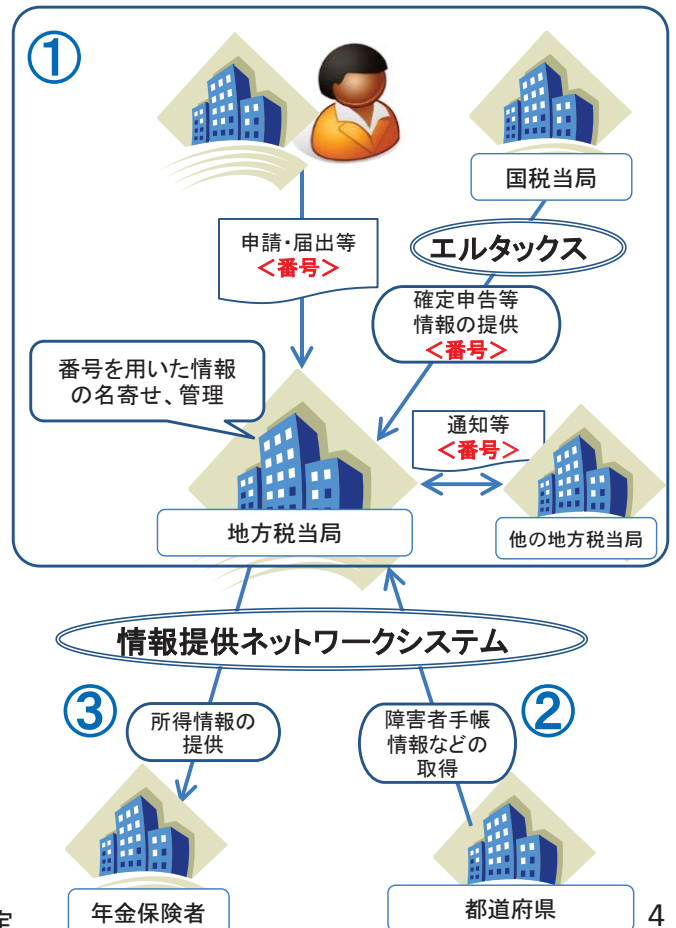 ①
国税当局
申請・届出等
＜番号＞
エルタックス
確定申告等
情報の提供
＜番号＞
番号を用いた情報
の名寄せ、管理
通知等
＜番号＞
地方税当局
他の地方税当局
情報提供ネットワークシステム
③
所得情報の
提供
②
障害者手帳
情報などの
取得
年金保険者
都道府県
4